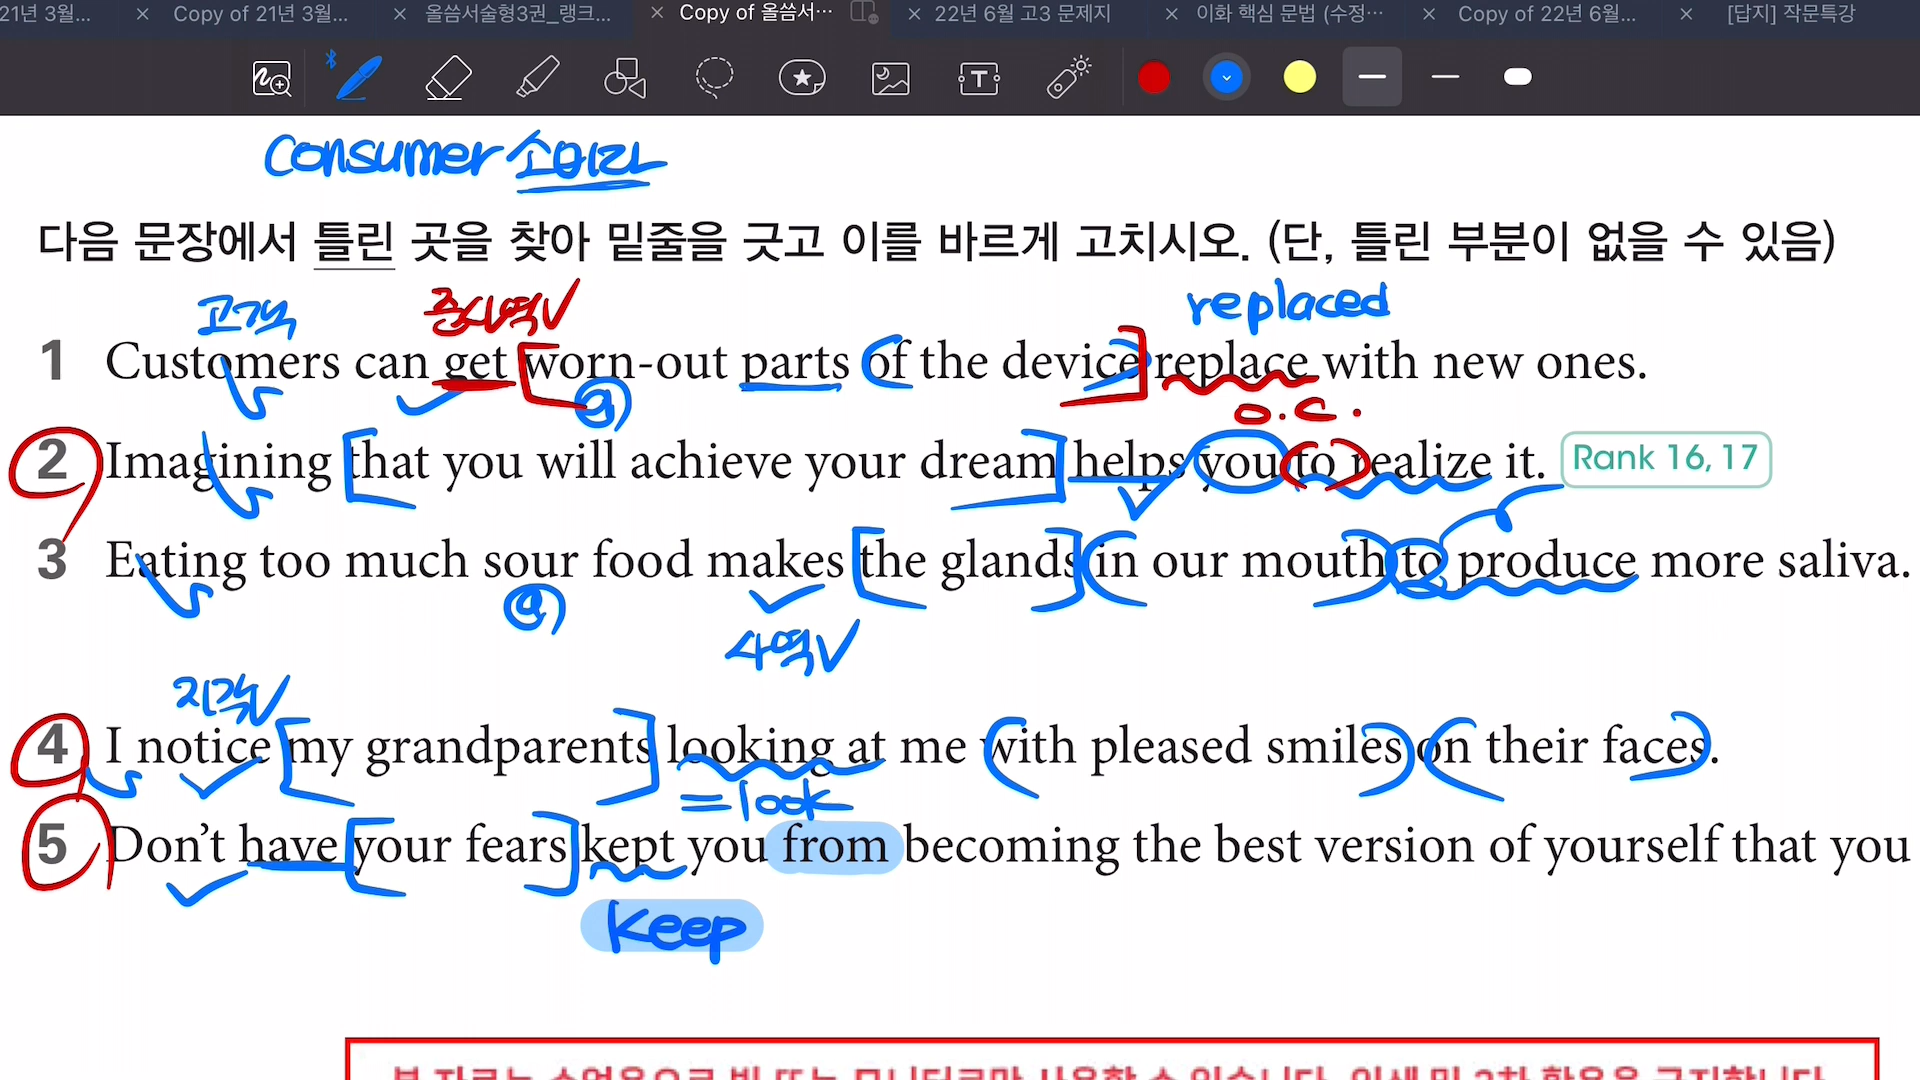 21년 3월... × Copy of 21년 3월... × 올씀서술형3권_랭크... × Copy of 올씀서... × 22년 6월 고3 문제지 × 이화 핵심 문법 (수정... × Copy of 22년 6월... × [답지] 작문특강
Consumer 소비자
다음 문장에서 틀린 곳을 찾아 밑줄을 긋고 이를 바르게 고치시오. (단, 틀린 부분이 없을 수 있음)
고객 준사역V replaced
1 Customers can get worn-out parts of the device replace with new ones.
a O.C.
2 Imagining that you will achieve your dream helps you to realize it. Rank 16, 17
3 Eating too much sour food makes the glands in our mouth to produce more saliva.
a 사역V
지각V
4 I notice my grandparents looking at me with pleased smiles on their faces.
=look
5 Don't have your fears kept you from becoming the best version of yourself that you
keep